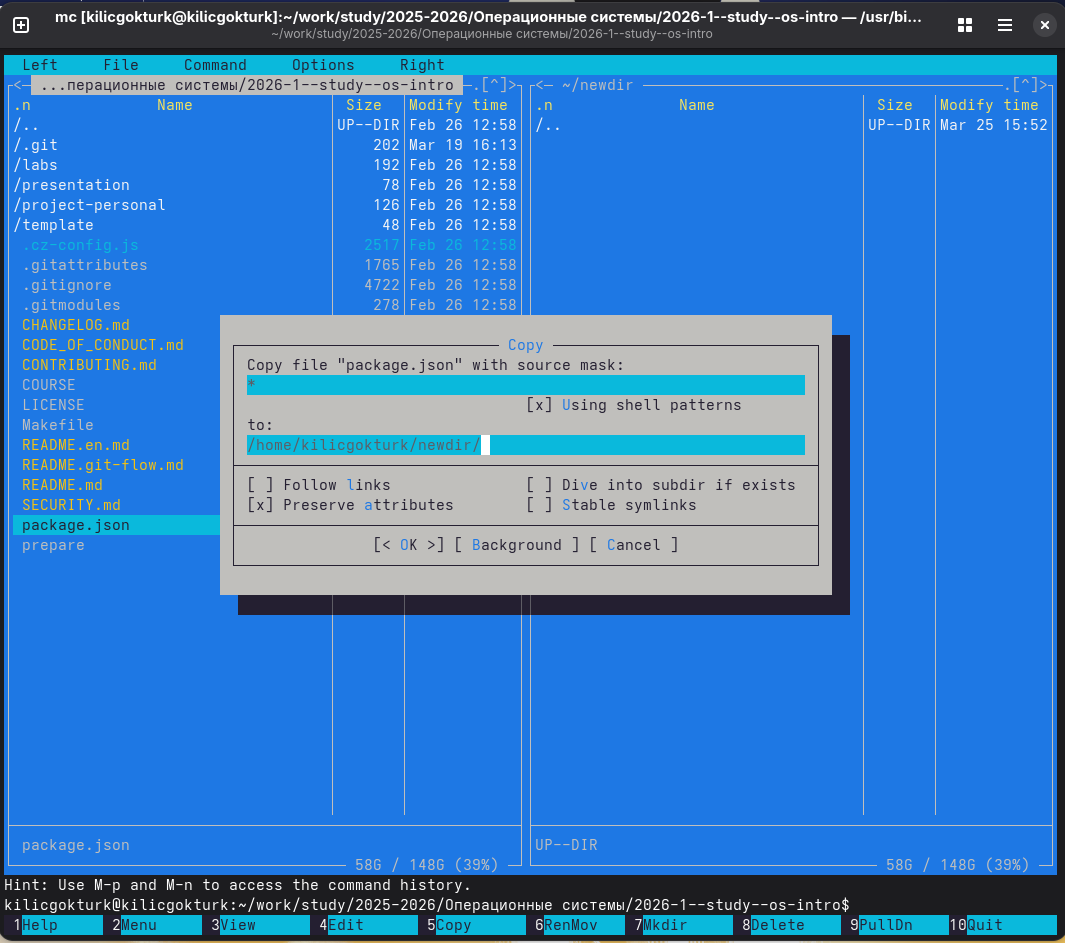 mc [kilicgokturk@kilicgokturk]:~/work/study/2025-2026/Операционные системы/2026-1--study--os-intro — /usr/bi...
~/work/study/2025-2026/Операционные системы/2026-1--study--os-intro
Left File Command Options Right
<— ...перационные системы/2026-1--study--os-intro —.[^]> <— ~/newdir .[^]>
.n Name Size Modify time .n Name Size Modify time
/.. UP--DIR Feb 26 12:58 /.. UP--DIR Mar 25 15:52
/.git 202 Mar 19 16:13
/labs 192 Feb 26 12:58
/presentation 78 Feb 26 12:58
/project-personal 126 Feb 26 12:58
/template 48 Feb 26 12:58
.cz-config.js 2517 Feb 26 12:58
.gitattributes 1765 Feb 26 12:58
.gitignore 4722 Feb 26 12:58
.gitmodules 278 Feb 26 12:58
CHANGELOG.md
CODE_OF_CONDUCT.md
CONTRIBUTING.md
COURSE
LICENSE
Makefile
README.en.md
README.git-flow.md
README.md
SECURITY.md
package.json
prepare
Copy
Copy file "package.json" with source mask:
*
[x] Using shell patterns
to:
/home/kilicgokturk/newdir/
[ ] Follow links [ ] Dive into subdir if exists
[x] Preserve attributes [ ] Stable symlinks
[< OK >] [ Background ] [ Cancel ]
package.json UP--DIR
58G / 148G (39%) 58G / 148G (39%)
Hint: Use M-p and M-n to access the command history.
kilicgokturk@kilicgokturk:~/work/study/2025-2026/Операционные системы/2026-1--study--os-intro$
1Help 2Menu 3View 4Edit 5Copy 6RenMov 7Mkdir 8Delete 9PullDn 10Quit